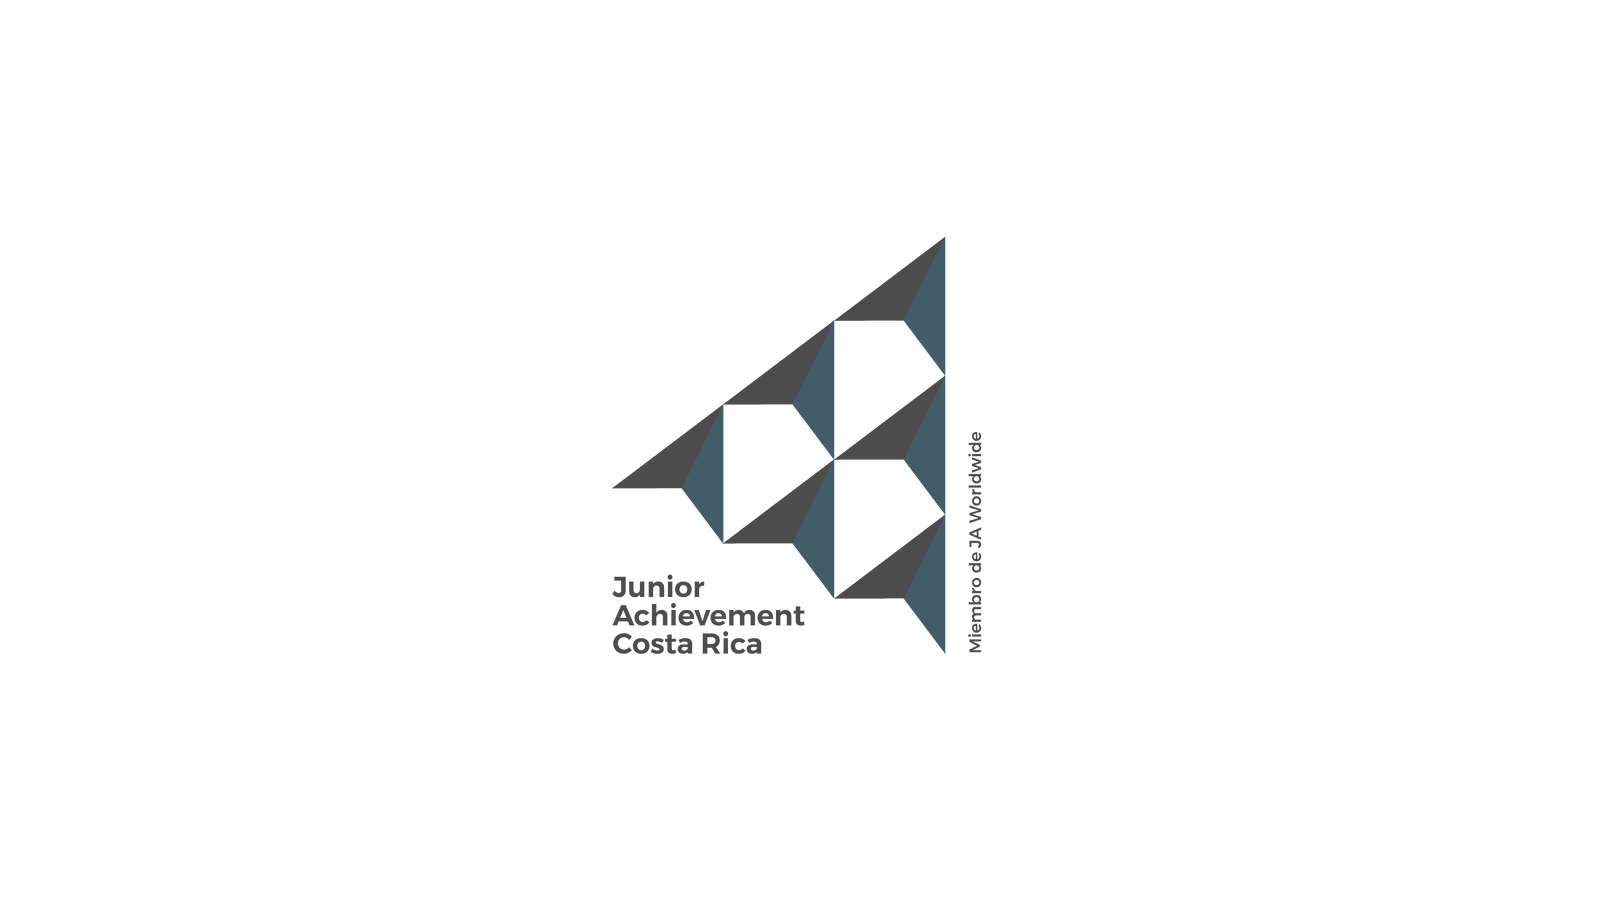 Junior
Achievement
Costa Rica
Miembro de JA Worldwide